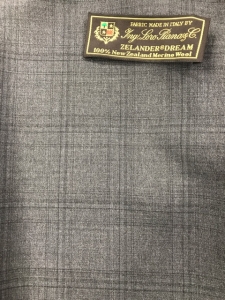 FABRIC MADE IN ITALY BY
Ing. Loro Piana & C.
ZELANDER® DREAM
100% New Zealand Merino Wool